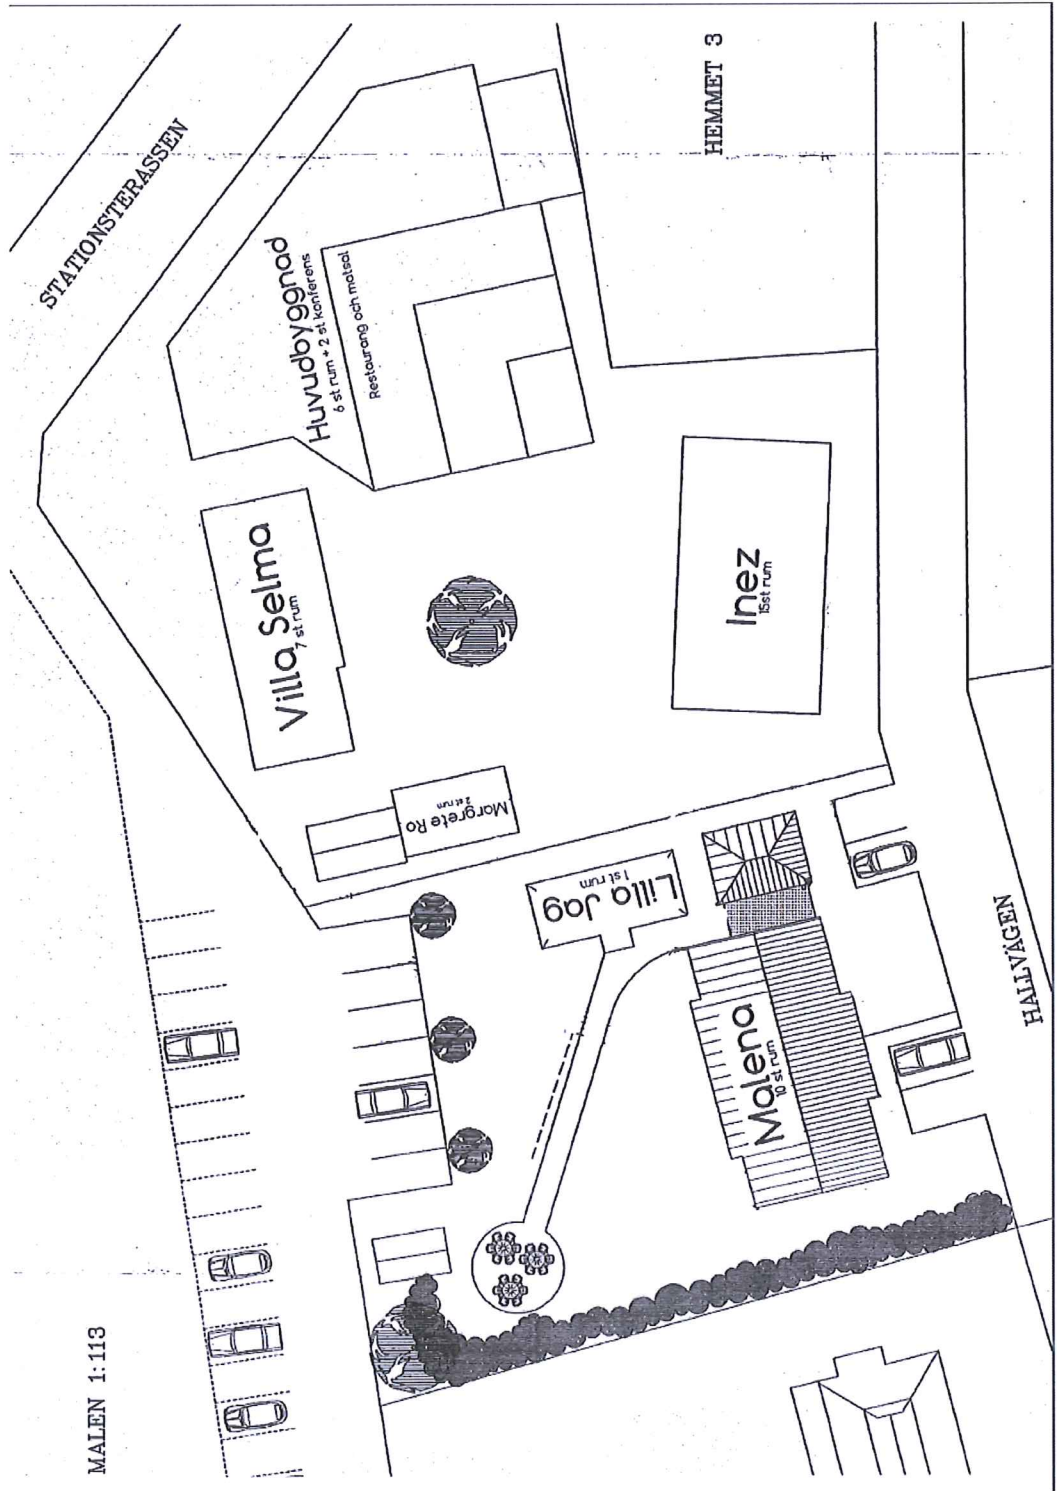 STATIONSTERASSEN
HEMMET 3
Huvudbyggnad
6 st rum + 2 st konferens
Restaurang och matsal
Villa Selma
7 st rum
Inez
15st rum
Margrete Ro
2 st rum
Lilla Jag
1 st rum
Malena
10 st rum
HALLVÄGEN
MALEN 1:113